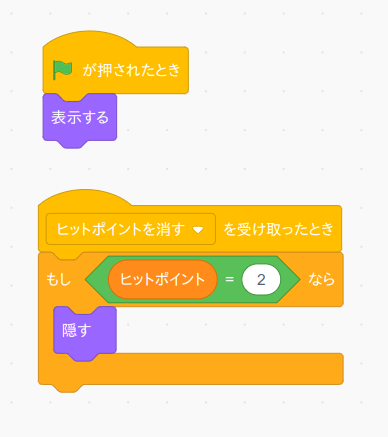 が押されたとき
表示する
ヒットポイントを消す を受け取ったとき
もし ヒットポイント = 2 なら
隠す